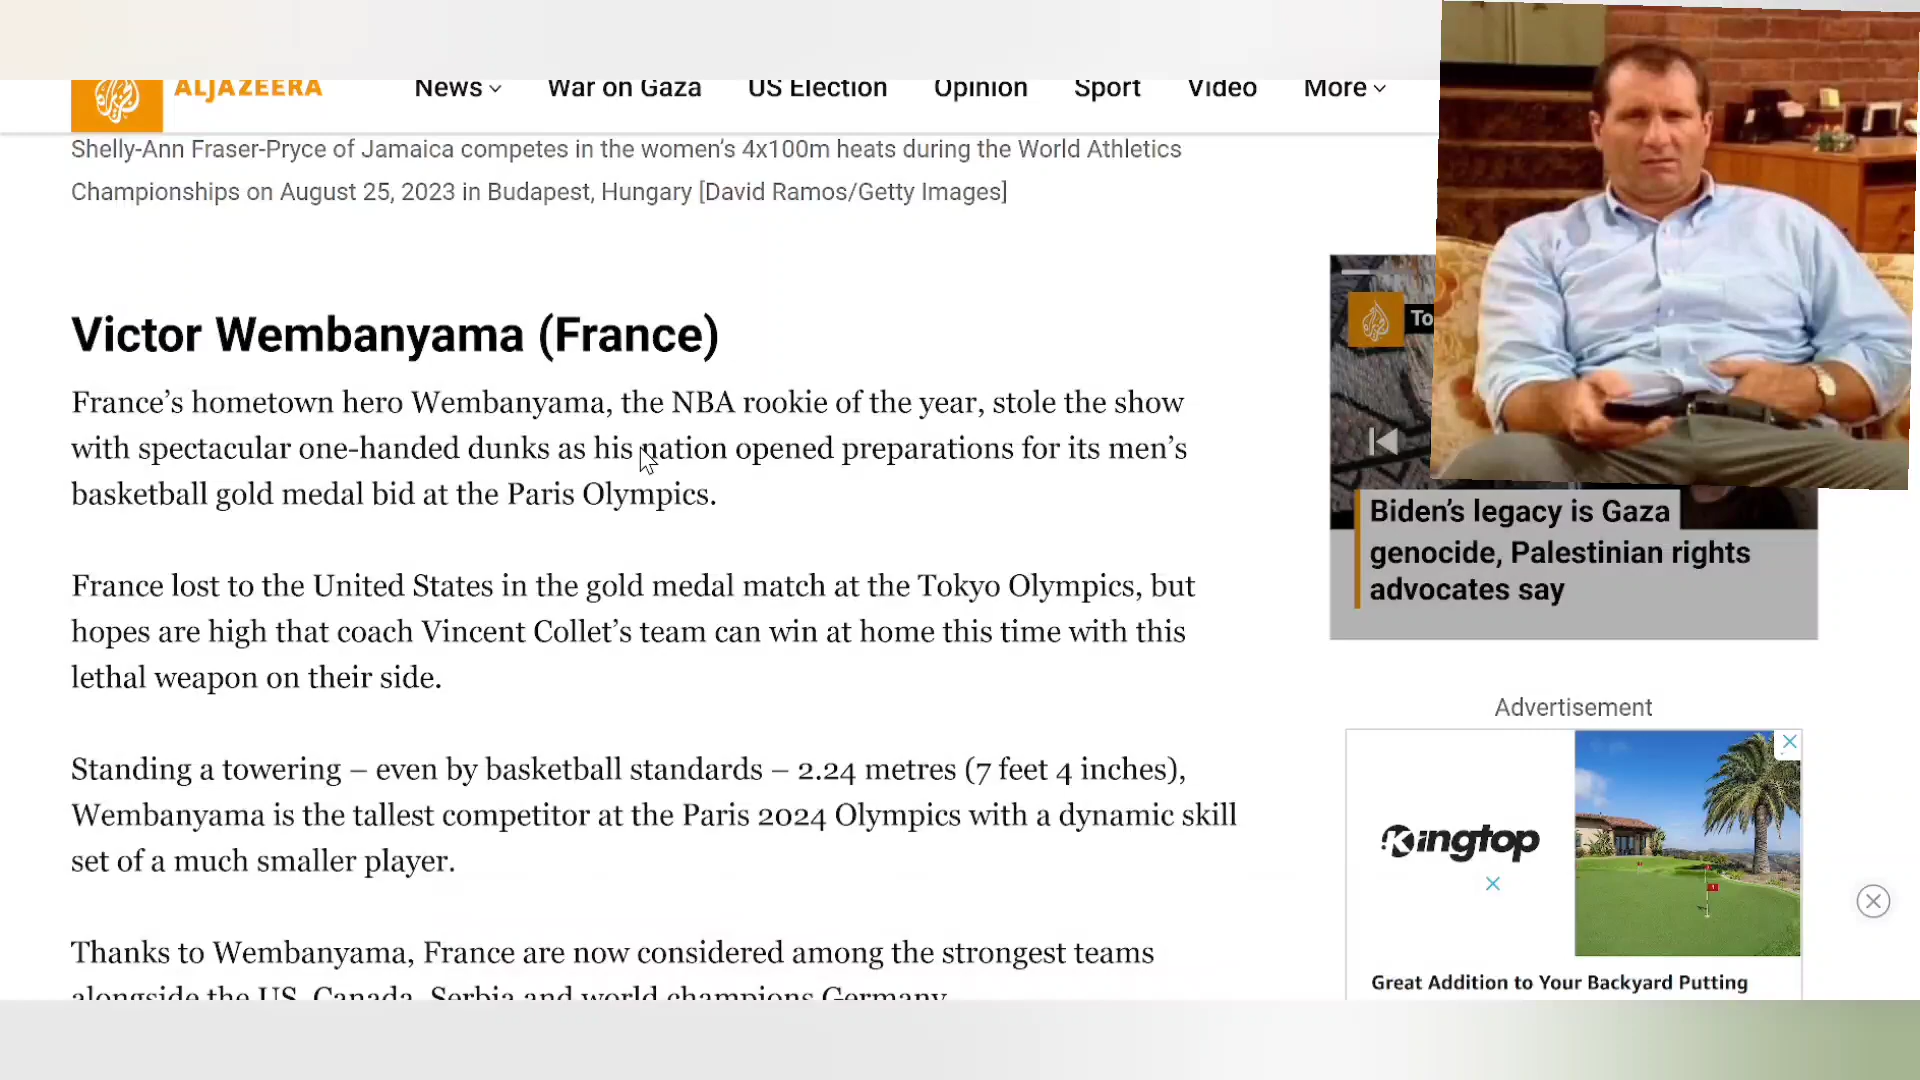 ALJAZEERA
News
War on Gaza
US Election
Opinion
Sport
Video
More
Shelly-Ann Fraser-Pryce of Jamaica competes in the women's 4x100m heats during the World Athletics
Championships on August 25, 2023 in Budapest, Hungary [David Ramos/Getty Images]
Victor Wembanyama (France)
France's hometown hero Wembanyama, the NBA rookie of the year, stole the show
with spectacular one-handed dunks as his nation opened preparations for its men's
basketball gold medal bid at the Paris Olympics.
France lost to the United States in the gold medal match at the Tokyo Olympics, but
hopes are high that coach Vincent Collet's team can win at home this time with this
lethal weapon on their side.
Standing a towering – even by basketball standards – 2.24 metres (7 feet 4 inches),
Wembanyama is the tallest competitor at the Paris 2024 Olympics with a dynamic skill
set of a much smaller player.
Thanks to Wembanyama, France are now considered among the strongest teams
alongside the US, Canada, Serbia and world champions Germany.
To
Biden's legacy is Gaza
genocide, Palestinian rights
advocates say
Advertisement
Kingtop
1
Great Addition to Your Backyard Putting